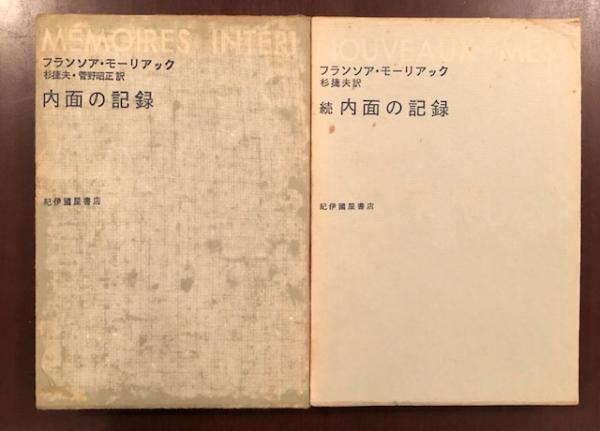 MÉMOIRES INTÉRI
フランソア・モーリアック
杉捷夫・菅野昭正訳
内面の記録
紀伊國屋書店
NOUVEAUX MÉM
フランソア・モーリアック
杉捷夫訳
続 内面の記録
紀伊國屋書店